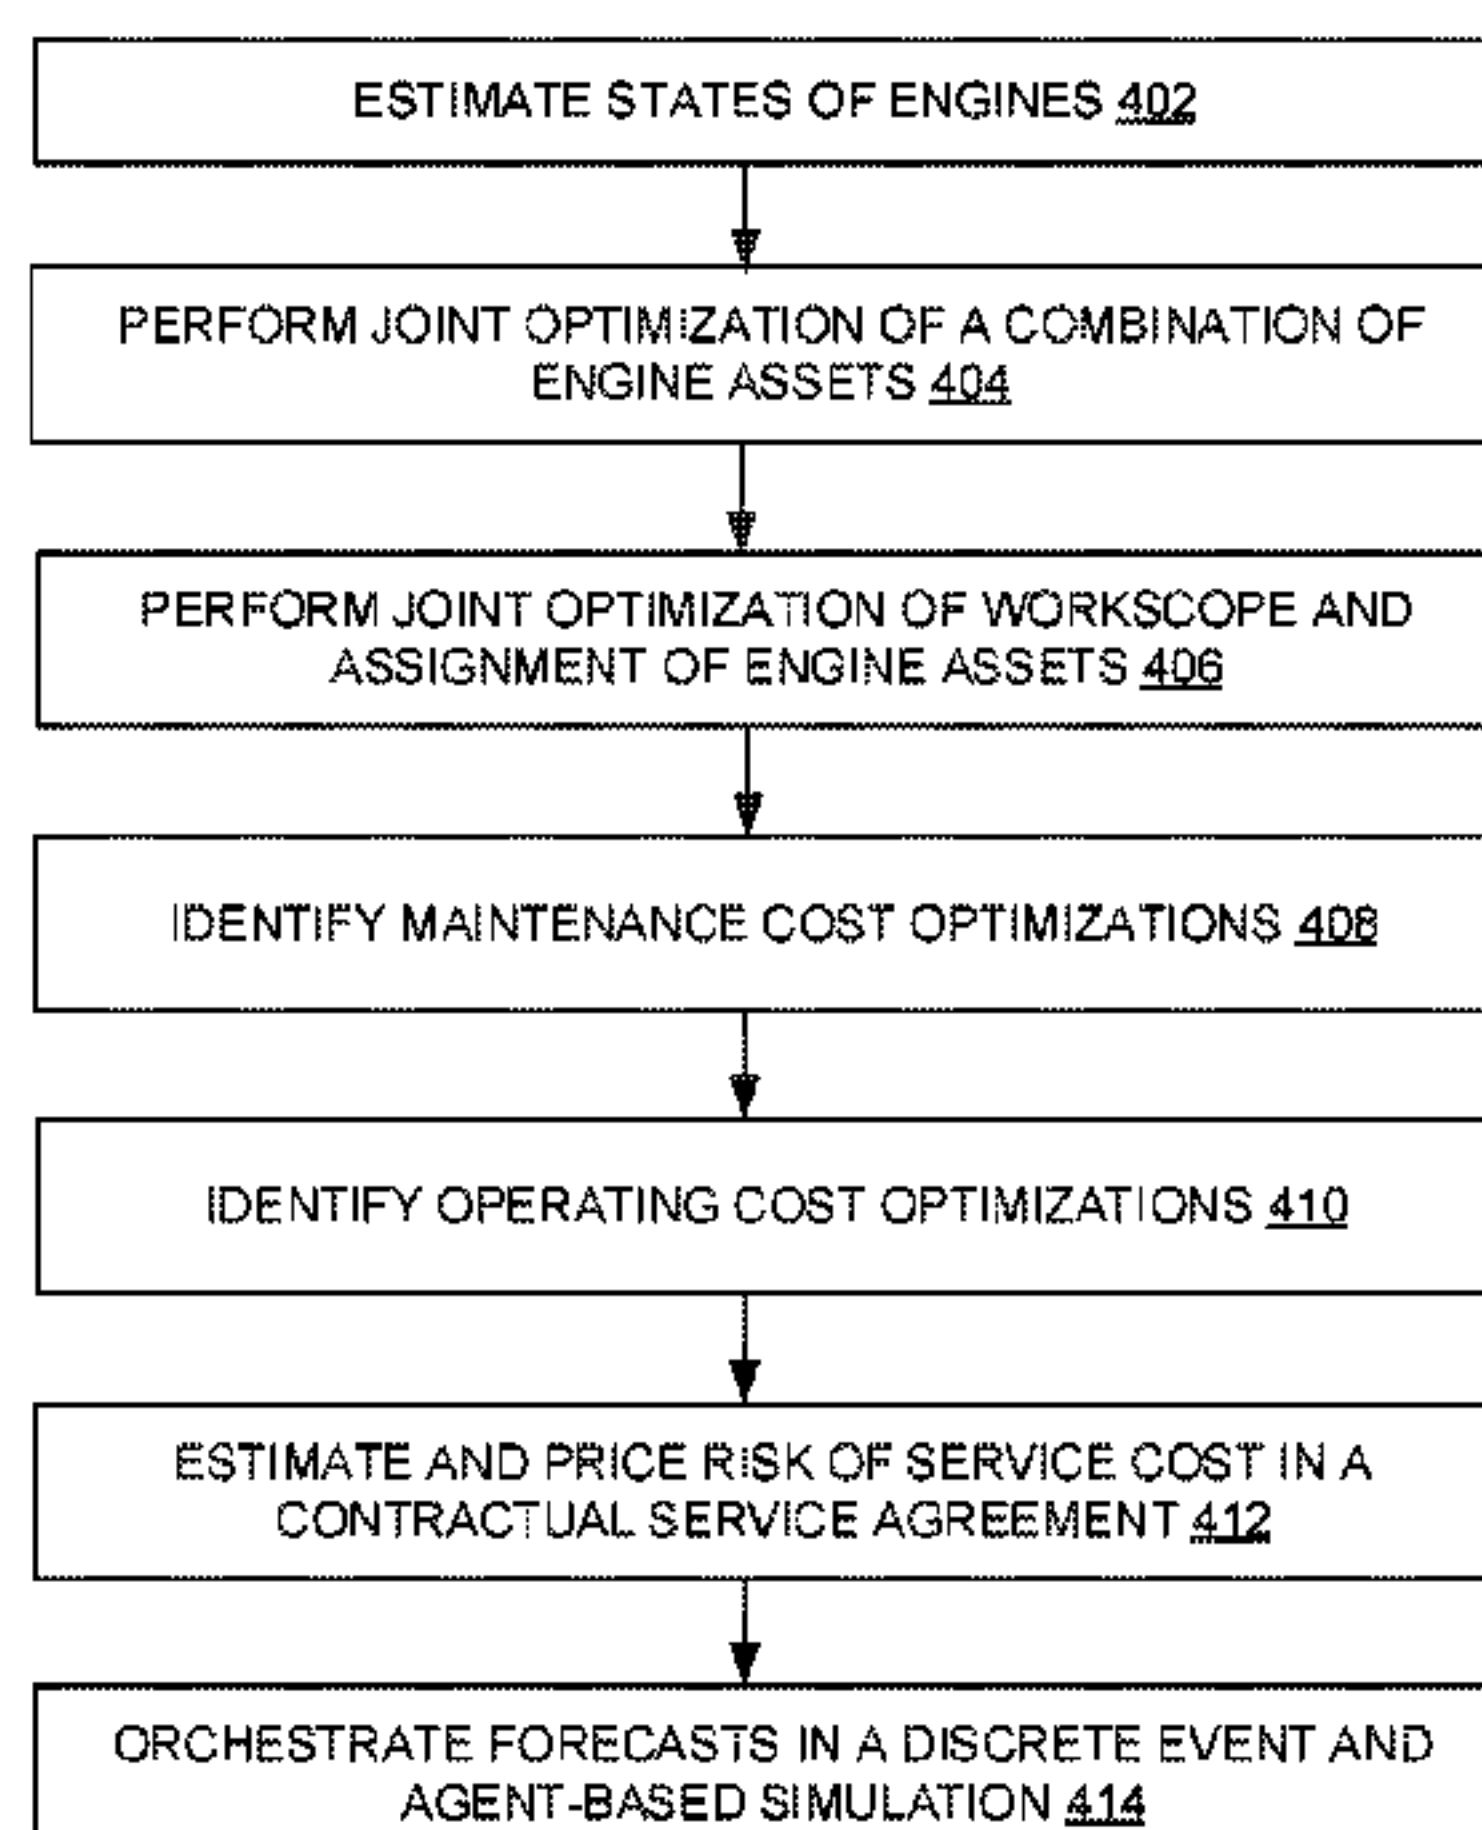 ESTIMATE STATES OF ENGINES 402
PERFORM JOINT OPTIMIZATION OF A COMBINATION OF
ENGINE ASSETS 404
PERFORM JOINT OPTIMIZATION OF WORKSCOPE AND
ASSIGNMENT OF ENGINE ASSETS 406
IDENTIFY MAINTENANCE COST OPTIMIZATIONS 408
IDENTIFY OPERATING COST OPTIMIZATIONS 410
ESTIMATE AND PRICE RISK OF SERVICE COST IN A
CONTRACTUAL SERVICE AGREEMENT 412
ORCHESTRATE FORECASTS IN A DISCRETE EVENT AND
AGENT-BASED SIMULATION 414